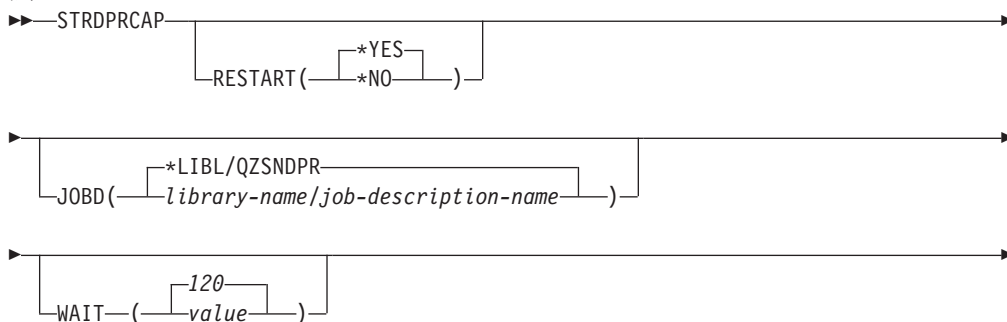 STRDPRCAP
*YES
RESTART( *NO )
*LIBL/QZSNDPR
JOBD( library-name/job-description-name )
120
WAIT ( value )